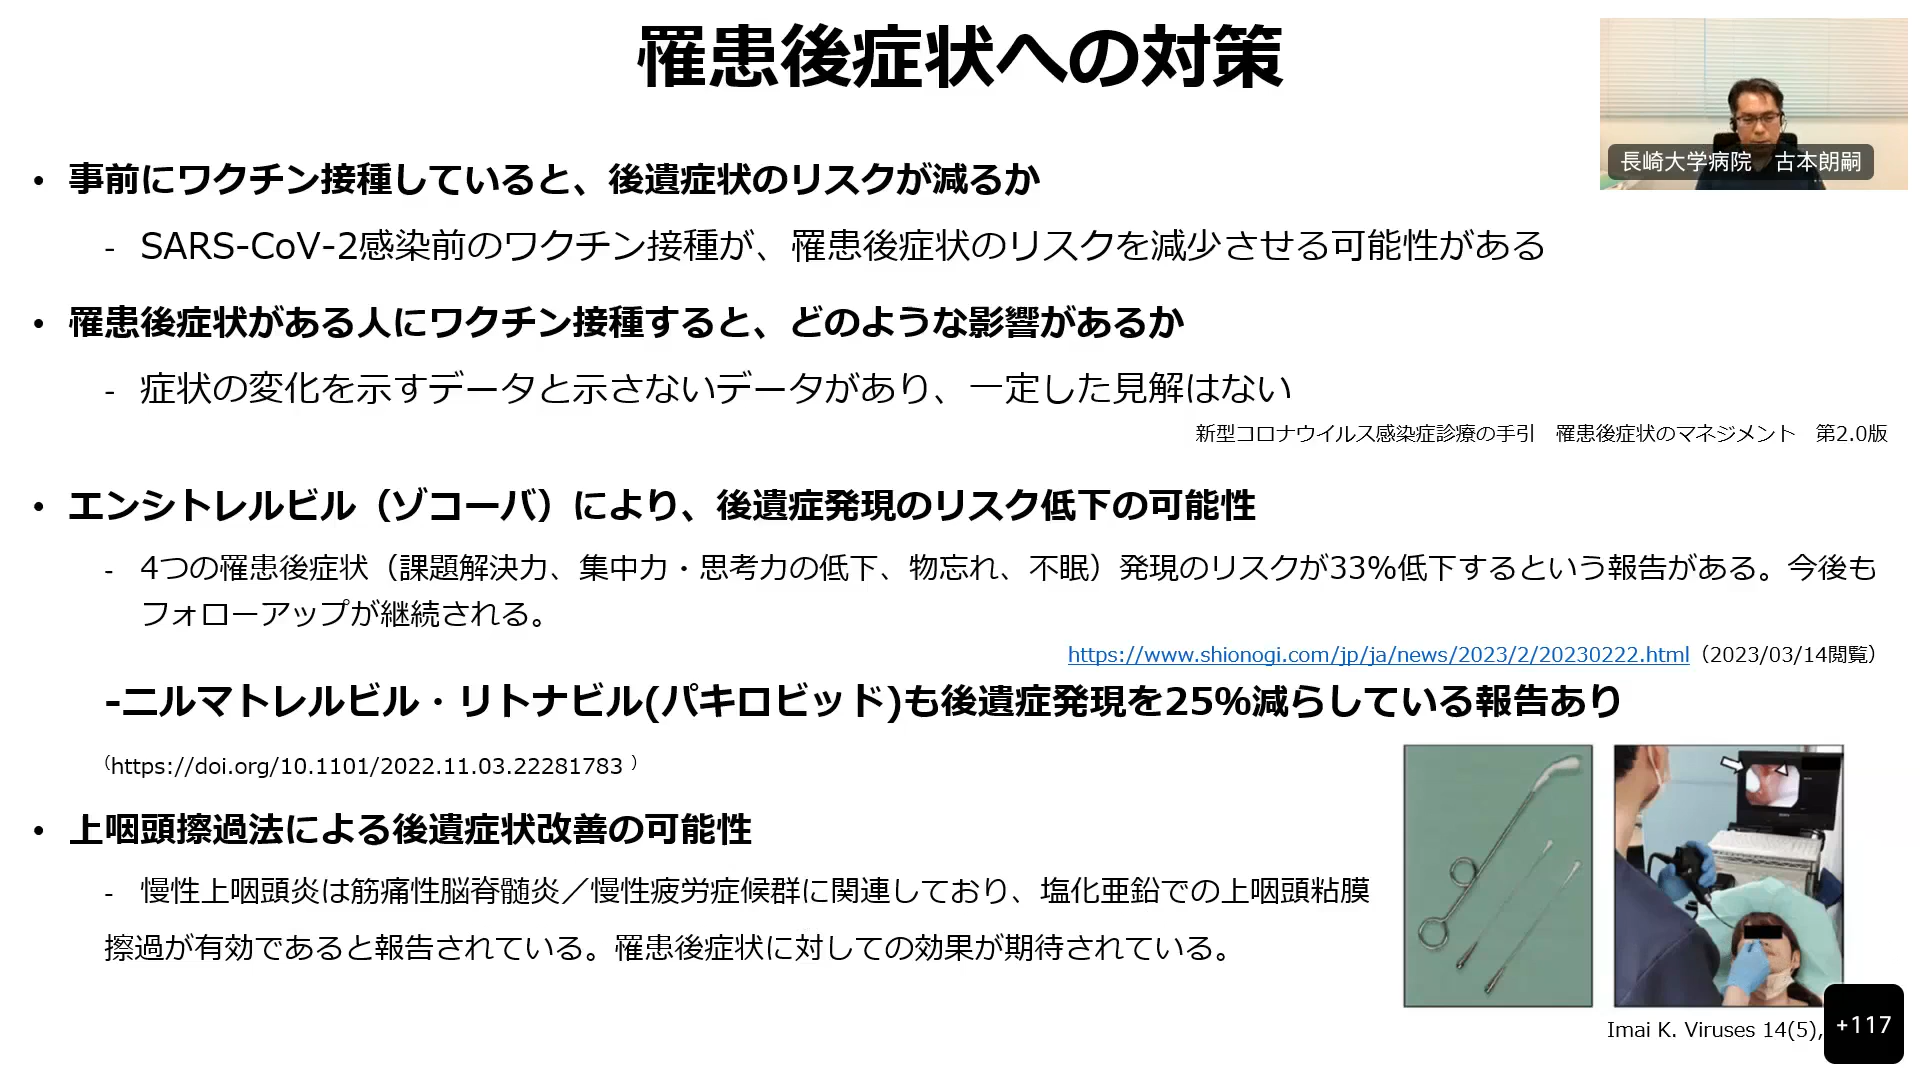 罹患後症状への対策
長崎大学病院　古本朗嗣
• 事前にワクチン接種していると、後遺症状のリスクが減るか
- SARS-CoV-2感染前のワクチン接種が、罹患後症状のリスクを減少させる可能性がある
• 罹患後症状がある人にワクチン接種すると、どのような影響があるか
- 症状の変化を示すデータと示さないデータがあり、一定した見解はない
新型コロナウイルス感染症診療の手引　罹患後症状のマネジメント　第2.0版
• エンシトレルビル（ゾコーバ）により、後遺症発現のリスク低下の可能性
- 4つの罹患後症状（課題解決力、集中力・思考力の低下、物忘れ、不眠）発現のリスクが33%低下するという報告がある。今後も
フォローアップが継続される。
https://www.shionogi.com/jp/ja/news/2023/2/20230222.html（2023/03/14閲覧）
-ニルマトレルビル・リトナビル(パキロビッド)も後遺症発現を25%減らしている報告あり
（https://doi.org/10.1101/2022.11.03.22281783 ）
• 上咽頭擦過法による後遺症状改善の可能性
- 慢性上咽頭炎は筋痛性脳脊髄炎／慢性疲労症候群に関連しており、塩化亜鉛での上咽頭粘膜
擦過が有効であると報告されている。罹患後症状に対しての効果が期待されている。
Imai K. Viruses 14(5),
+117